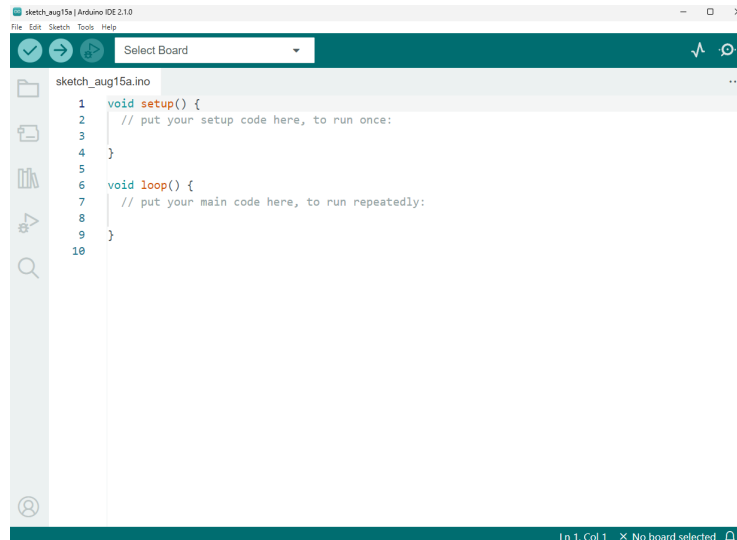 sketch_aug15a | Arduino IDE 2.1.0
File Edit Sketch Tools Help
Select Board
sketch_aug15a.ino
1 void setup() {
2 // put your setup code here, to run once:
3
4 }
5
6 void loop() {
7 // put your main code here, to run repeatedly:
8
9 }
10
Ln 1, Col 1 × No board selected